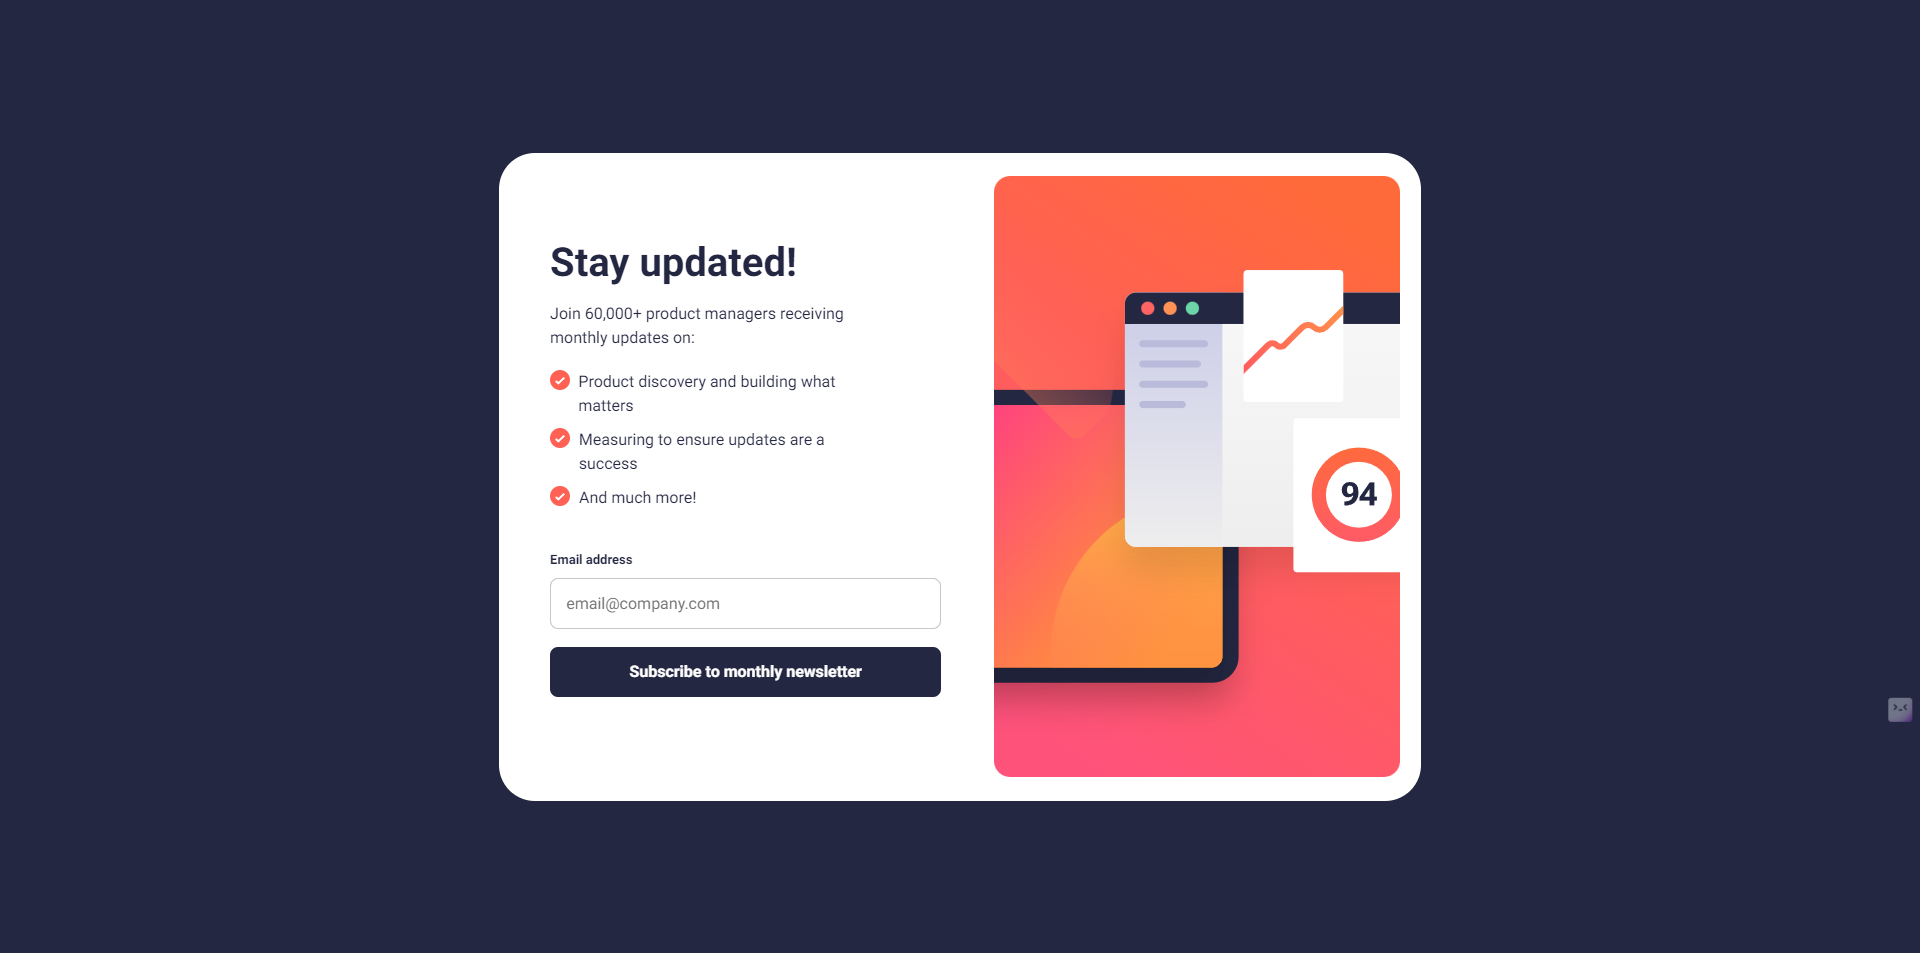 Stay updated!
Join 60,000+ product managers receiving
monthly updates on:
Product discovery and building what
matters
Measuring to ensure updates are a
success
And much more!
Email address
email@company.com
Subscribe to monthly newsletter
94